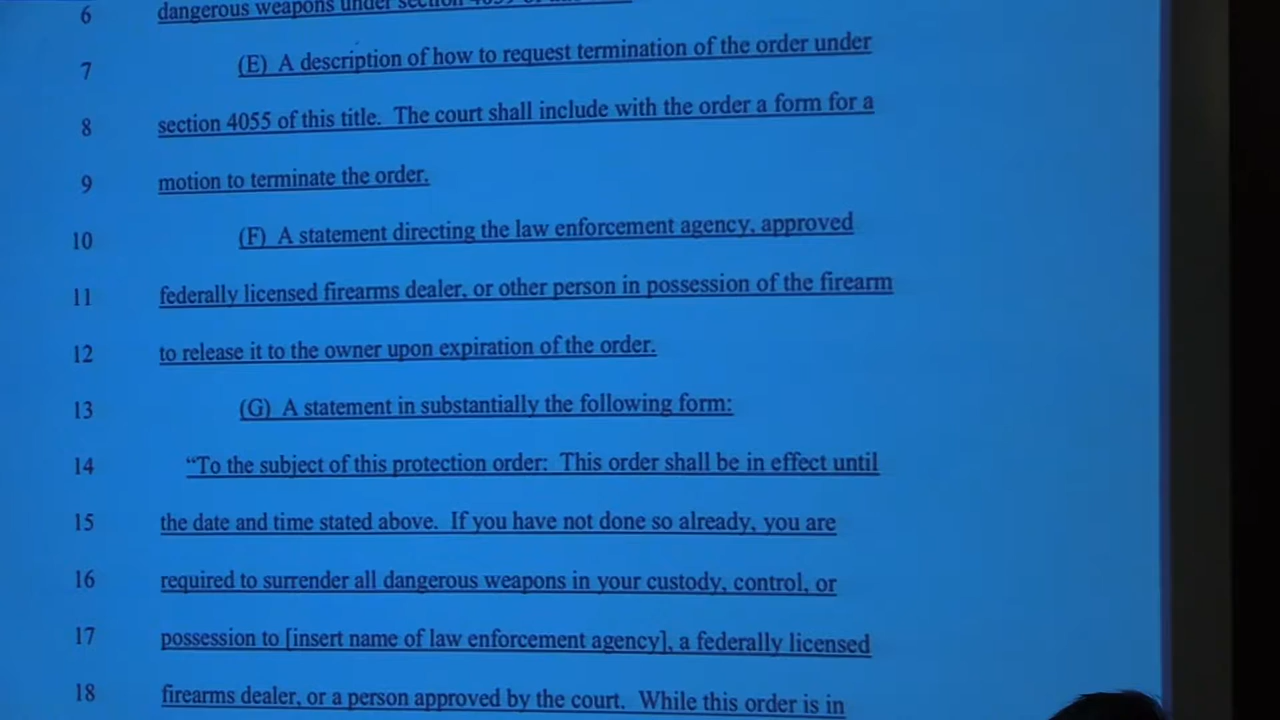 6 dangerous weapons under section 4059 of
7 (E) A description of how to request termination of the order under
8 section 4055 of this title. The court shall include with the order a form for a
9 motion to terminate the order.
10 (F) A statement directing the law enforcement agency, approved
11 federally licensed firearms dealer, or other person in possession of the firearm
12 to release it to the owner upon expiration of the order.
13 (G) A statement in substantially the following form:
14 “To the subject of this protection order: This order shall be in effect until
15 the date and time stated above. If you have not done so already, you are
16 required to surrender all dangerous weapons in your custody, control, or
17 possession to [insert name of law enforcement agency], a federally licensed
18 firearms dealer, or a person approved by the court. While this order is in